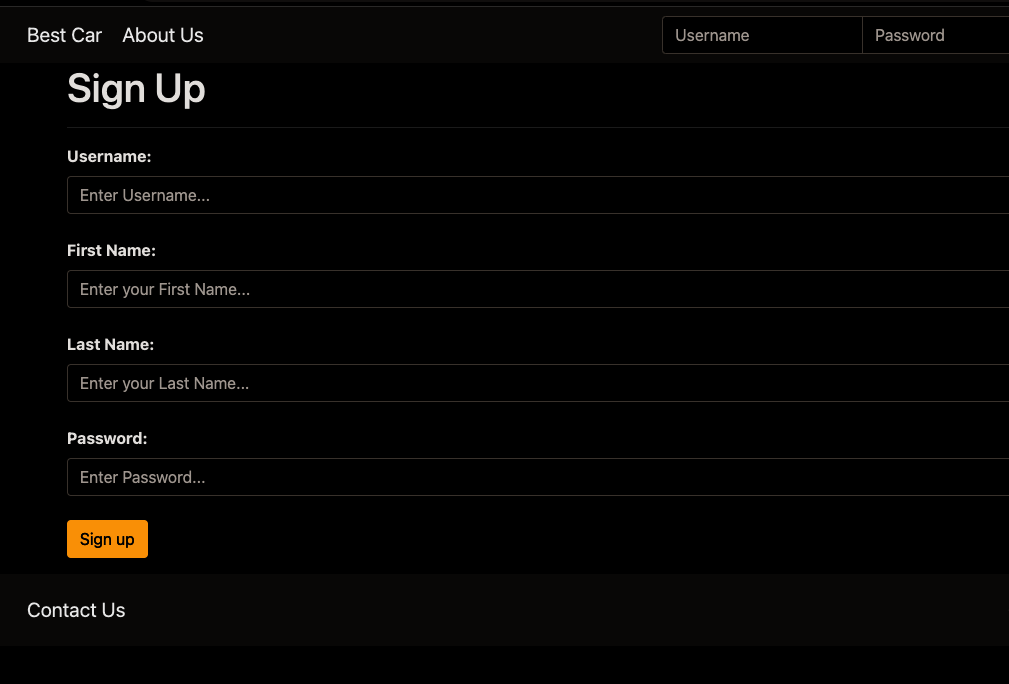 Best Car About Us Username Password
Sign Up
Username:
Enter Username...
First Name:
Enter your First Name...
Last Name:
Enter your Last Name...
Password:
Enter Password...
Sign up
Contact Us